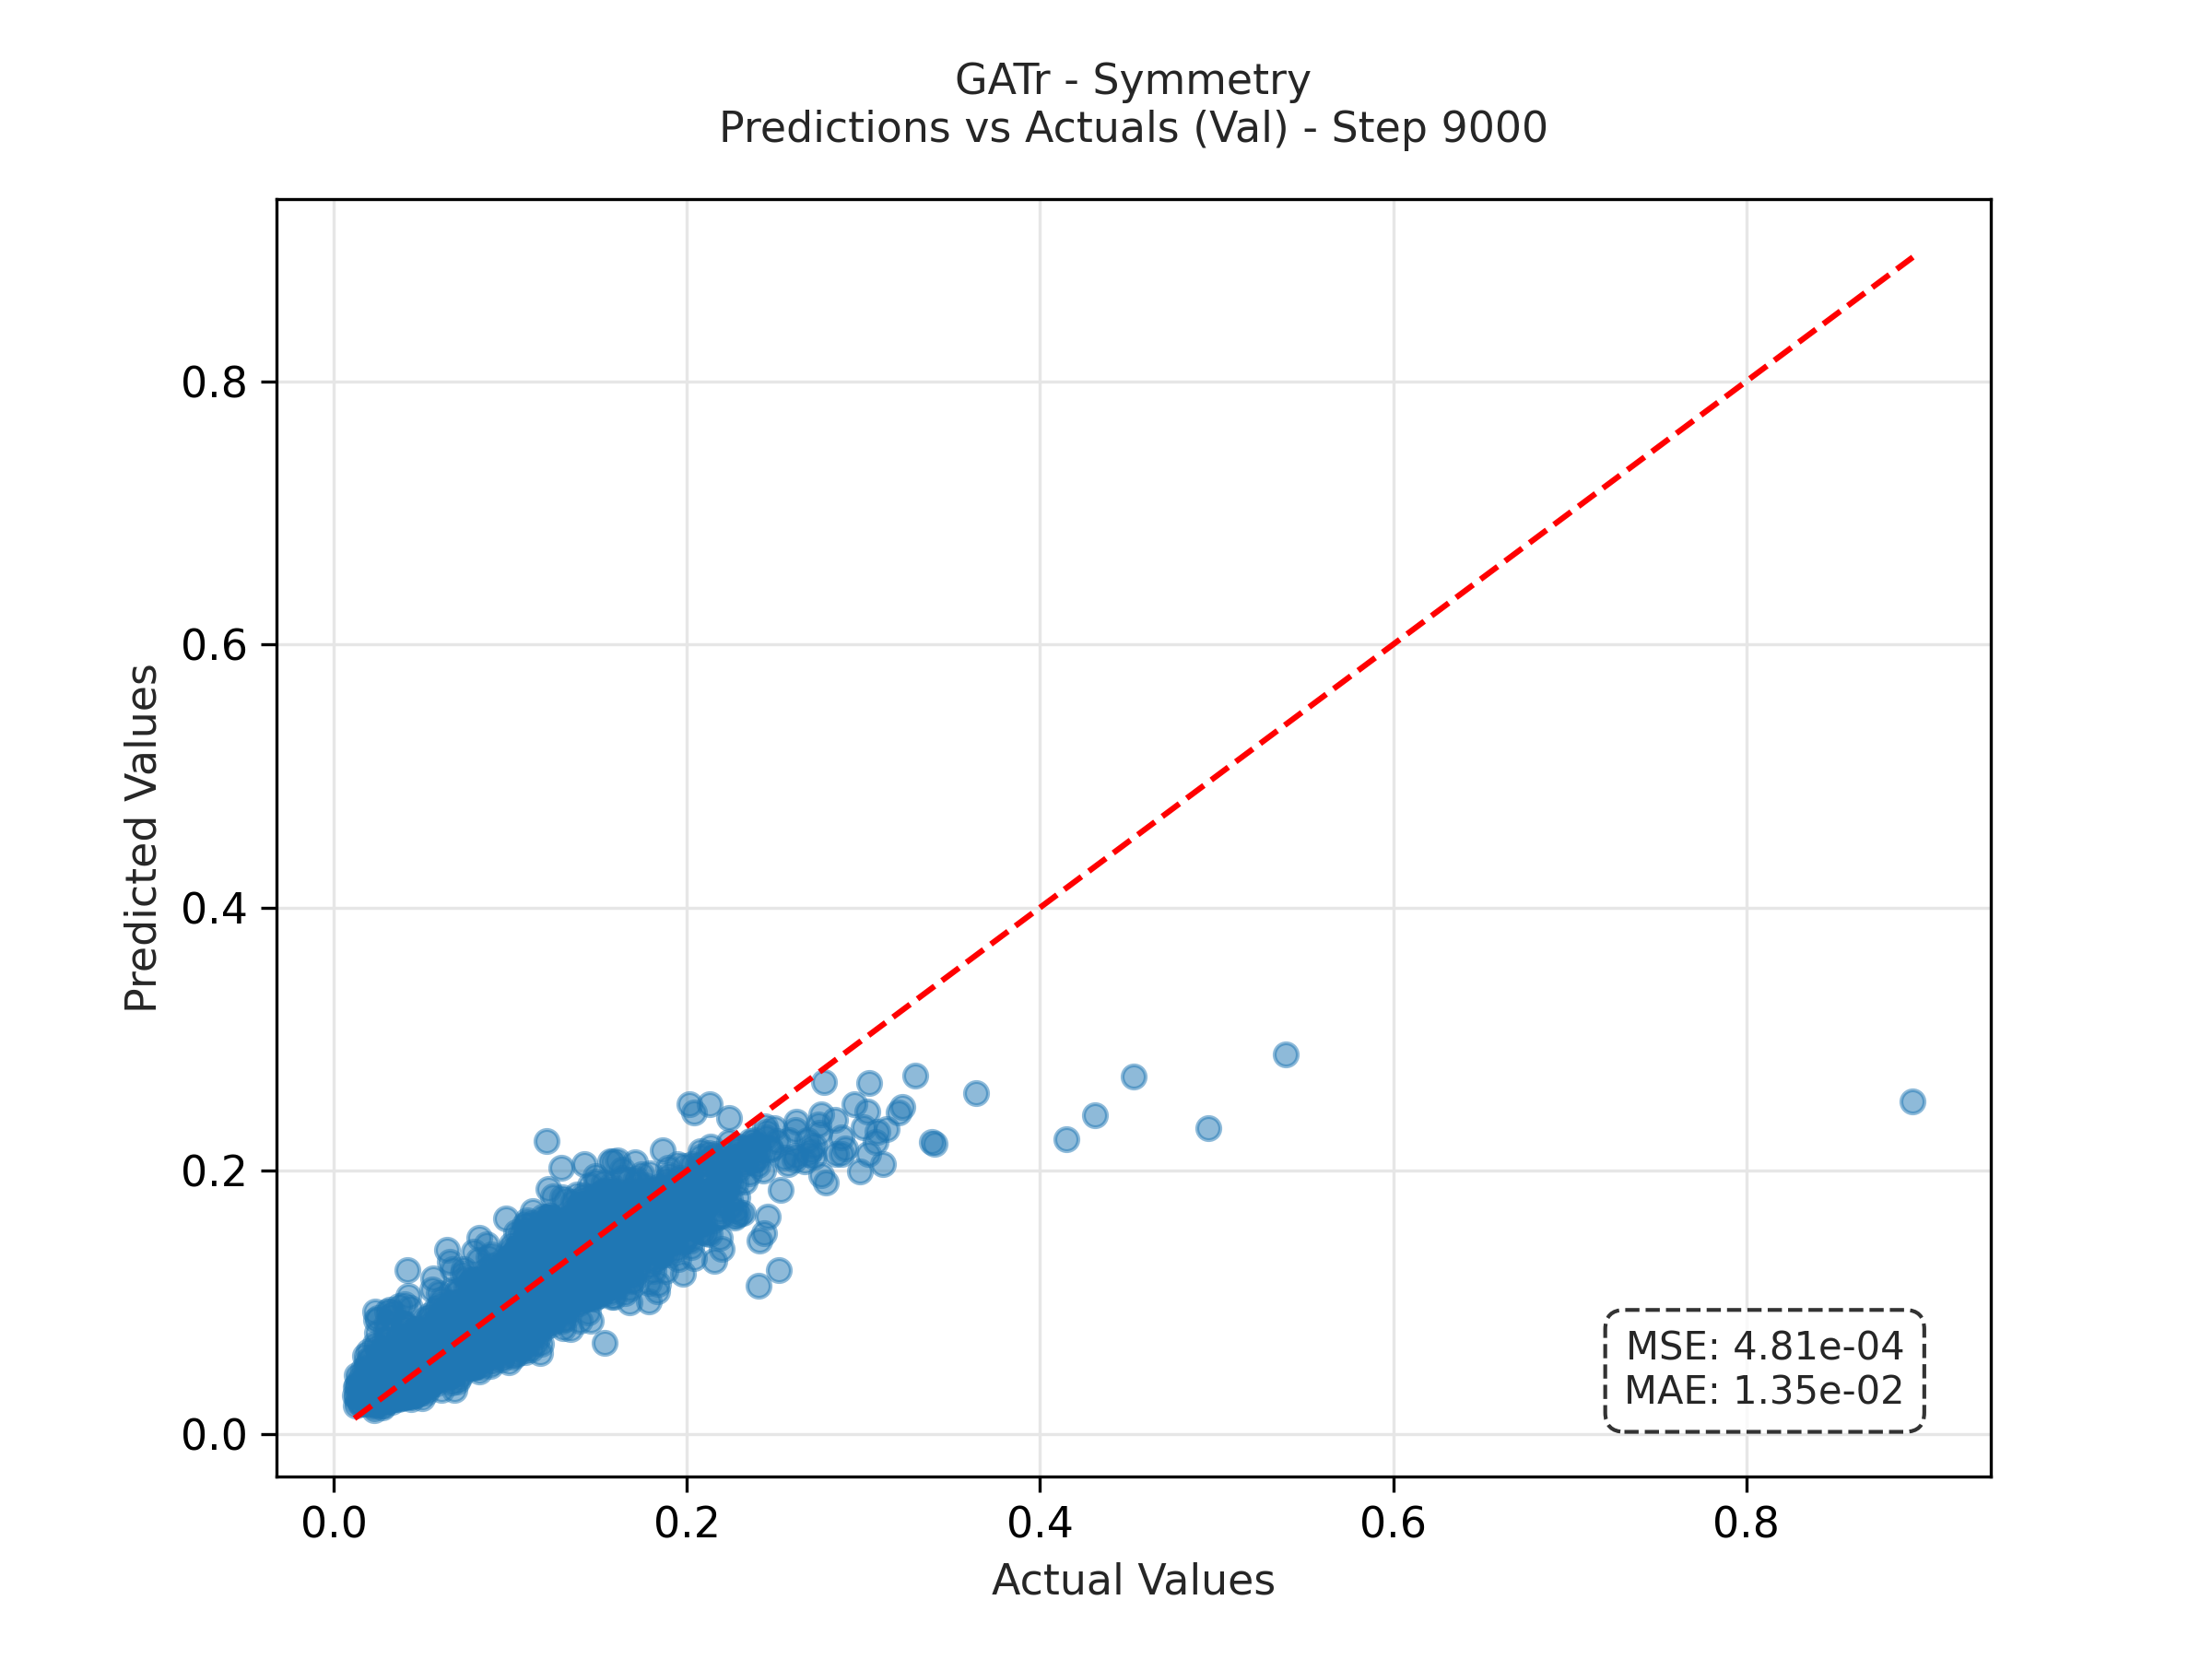 GATr - Symmetry
Predictions vs Actuals (Val) - Step 9000
Predicted Values
0.8
0.6
0.4
0.2
0.0
MSE: 4.81e-04
MAE: 1.35e-02
0.0 0.2 0.4 0.6 0.8
Actual Values